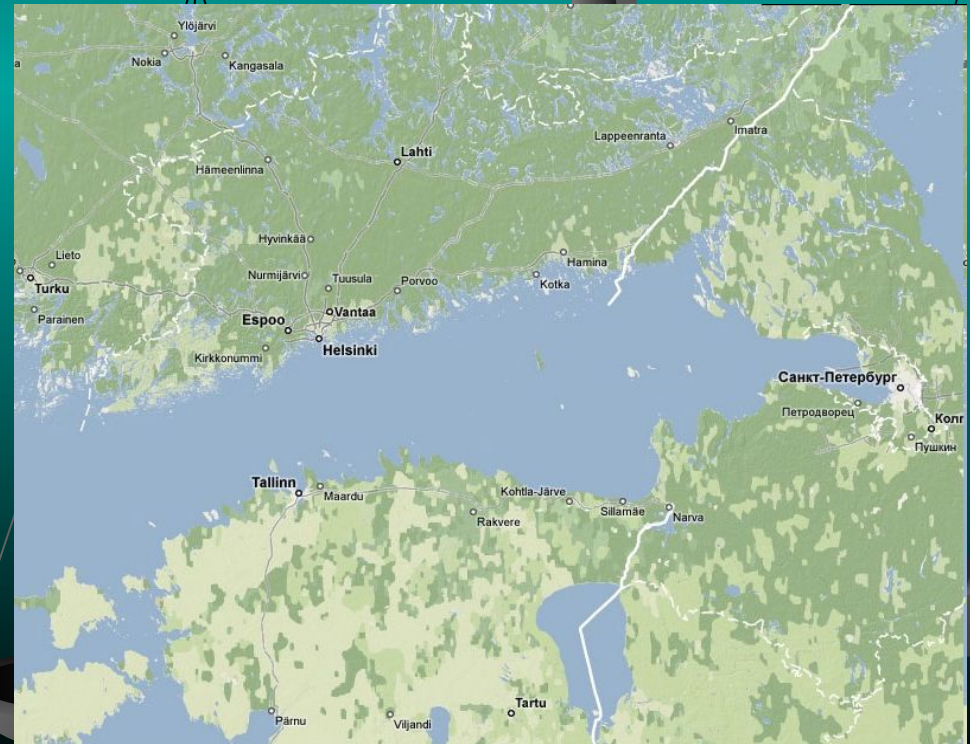 Ylöjärvi
Nokia
Kangasala
Lappeenranta
Imatra
Lahti
Hämeenlinna
Hyvinkää
Lieto
Hamina
Nurmijärvi
Tuusula
Porvoo
Kotka
Turku
Parainen
Espoo
Vantaa
Kirkkonummi
Helsinki
Санкт-Петербург
Петродворец
Колп
Пушкин
Tallinn
Maardu
Kohtla-Järve
Sillamäe
Rakvere
Narva
Tartu
Pärnu
Viljandi